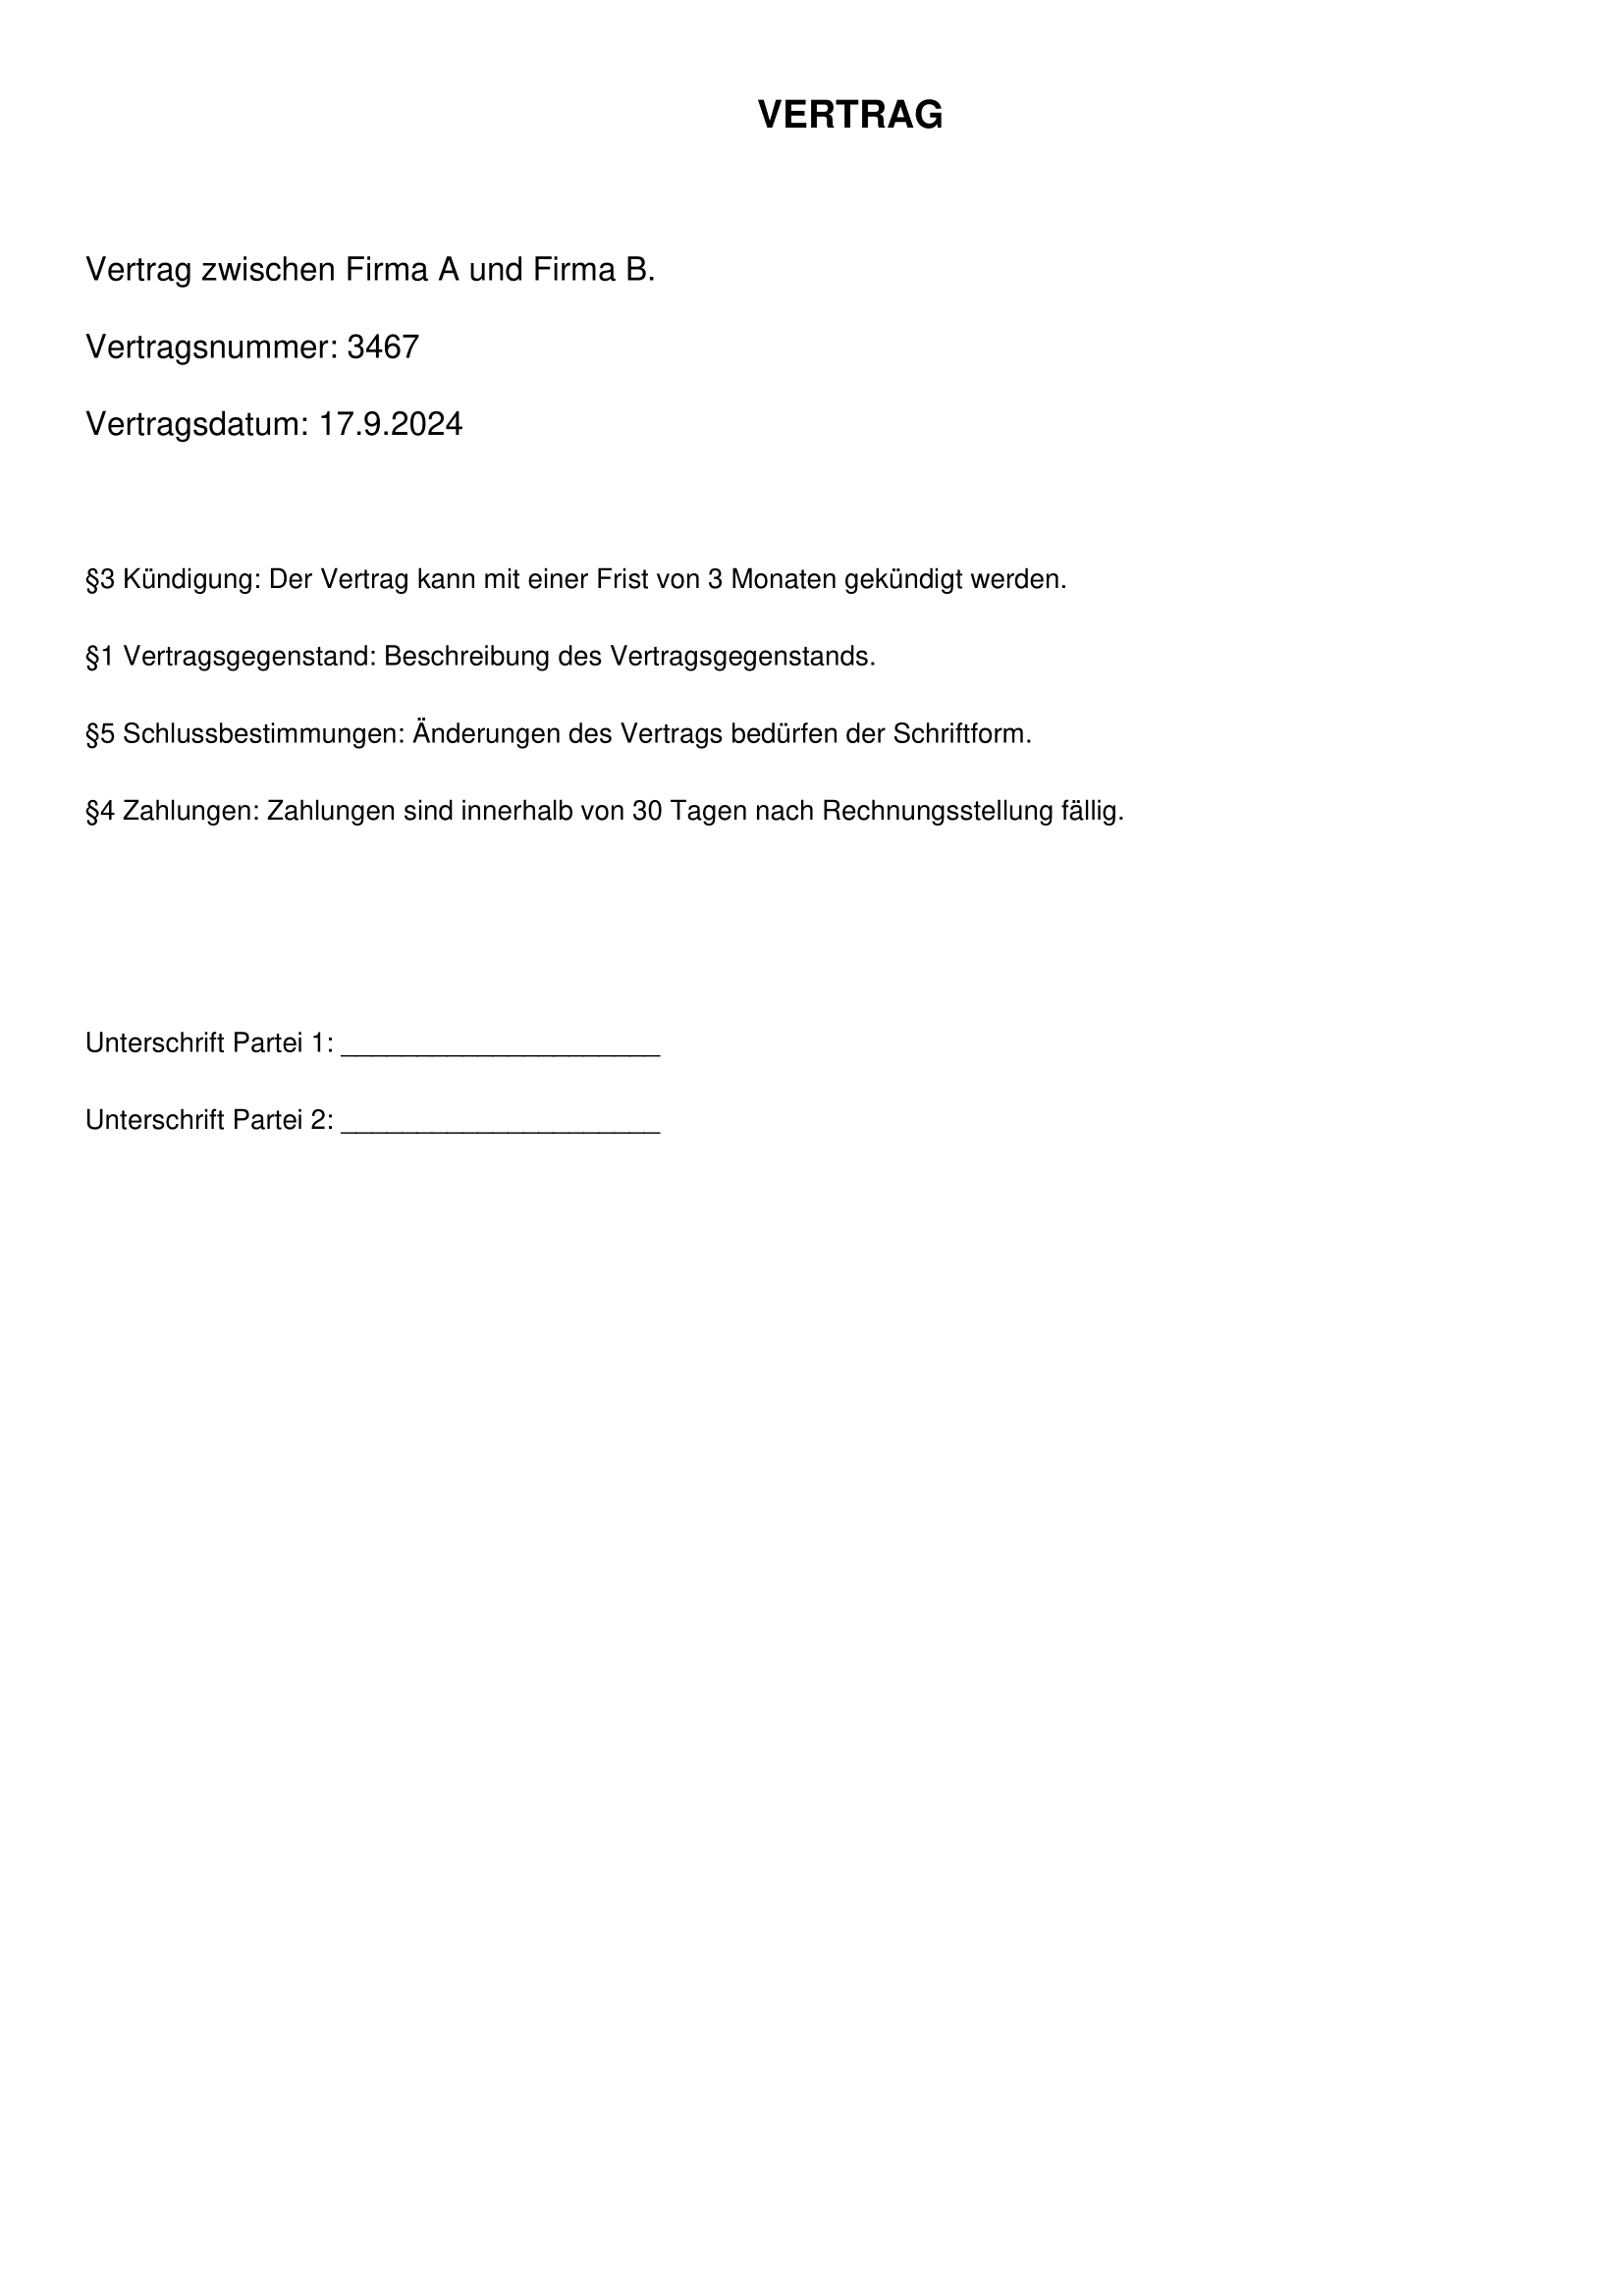 VERTRAG
Vertrag zwischen Firma A und Firma B.
Vertragsnummer: 3467
Vertragsdatum: 17.9.2024
§3 Kündigung: Der Vertrag kann mit einer Frist von 3 Monaten gekündigt werden.
§1 Vertragsgegenstand: Beschreibung des Vertragsgegenstands.
§5 Schlussbestimmungen: Änderungen des Vertrags bedürfen der Schriftform.
§4 Zahlungen: Zahlungen sind innerhalb von 30 Tagen nach Rechnungsstellung fällig.
Unterschrift Partei 1: _____________________
Unterschrift Partei 2: _____________________